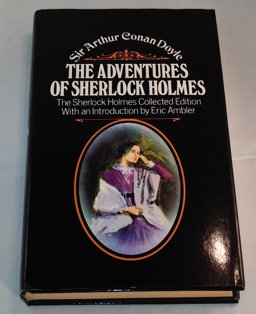 Sir Arthur Conan Doyle
THE ADVENTURES
OF SHERLOCK HOLMES
The Sherlock Holmes Collected Edition
With an Introduction by Eric Ambler